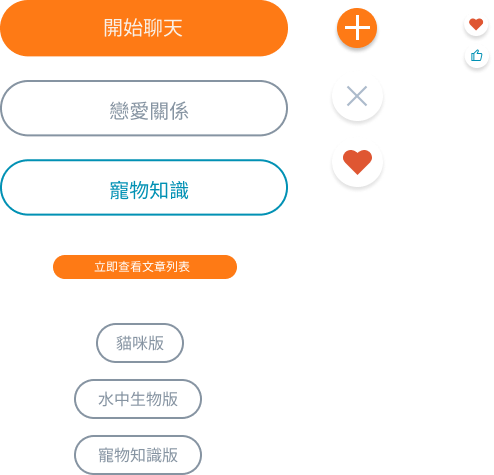 開始聊天
戀愛關係
寵物知識
立即查看文章列表
貓咪版
水中生物版
寵物知識版